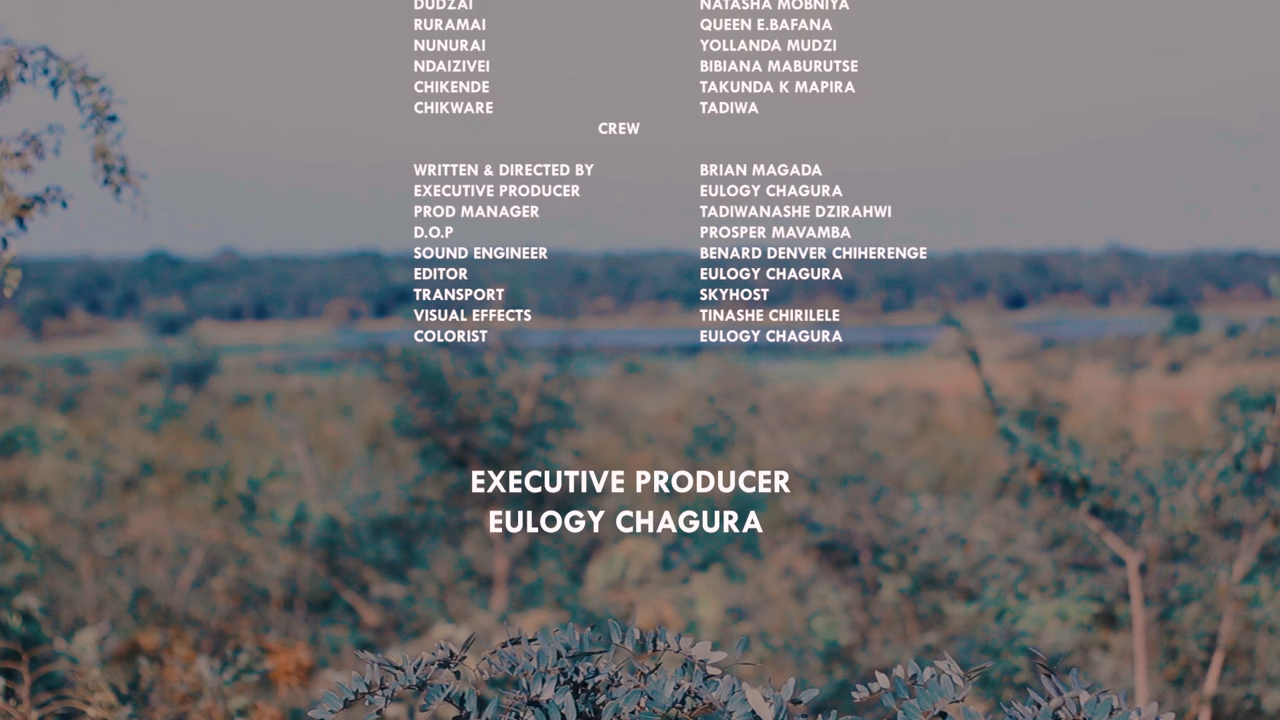 DUDZAI NATASHA MOBNIYA
RURAMAI QUEEN E.BAFANA
NUNURAI YOLLANDA MUDZI
NDAIZIVEI BIBIANA MABURUTSE
CHIKENDE TAKUNDA K MAPIRA
CHIKWARE TADIWA
CREW
WRITTEN & DIRECTED BY BRIAN MAGADA
EXECUTIVE PRODUCER EULOGY CHAGURA
PROD MANAGER TADIWANASHE DZIRAHWI
D.O.P PROSPER MAVAMBA
SOUND ENGINEER BENARD DENVER CHIHERENGE
EDITOR EULOGY CHAGURA
TRANSPORT SKYHOST
VISUAL EFFECTS TINASHE CHIRILELE
COLORIST EULOGY CHAGURA
EXECUTIVE PRODUCER
EULOGY CHAGURA